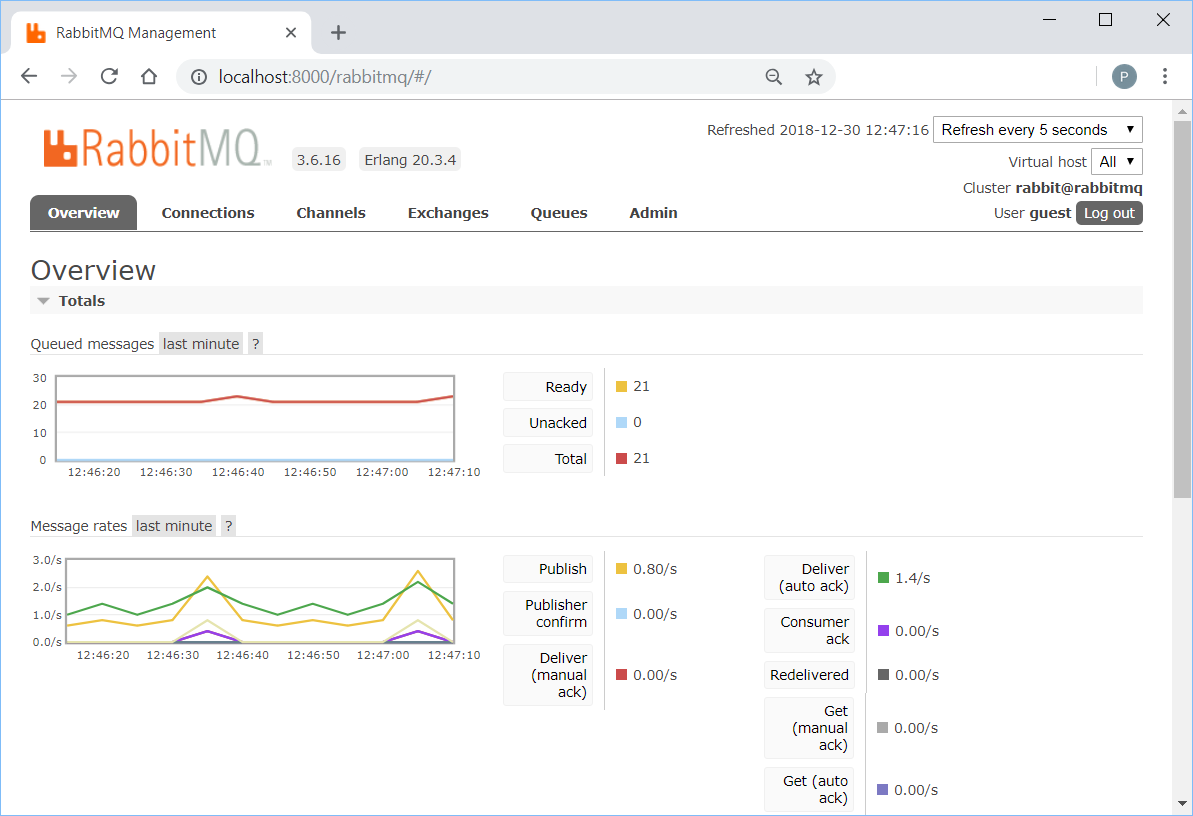 RabbitMQ Management
localhost:8000/rabbitmq/#/
P
RabbitMQ™
3.6.16
Erlang 20.3.4
Refreshed 2018-12-30 12:47:16 Refresh every 5 seconds
Virtual host All
Cluster rabbit@rabbitmq
User guest Log out
Overview Connections Channels Exchanges Queues Admin
Overview
Totals
Queued messages last minute ?
30
20
10
0
12:46:20 12:46:30 12:46:40 12:46:50 12:47:00 12:47:10
Ready 21
Unacked 0
Total 21
Message rates last minute ?
3.0/s
2.0/s
1.0/s
0.0/s
12:46:20 12:46:30 12:46:40 12:46:50 12:47:00 12:47:10
Publish 0.80/s
Publisher
confirm 0.00/s
Deliver
(manual
ack) 0.00/s
Deliver
(auto ack) 1.4/s
Consumer
ack 0.00/s
Redelivered 0.00/s
Get
(manual
ack) 0.00/s
Get (auto
ack) 0.00/s